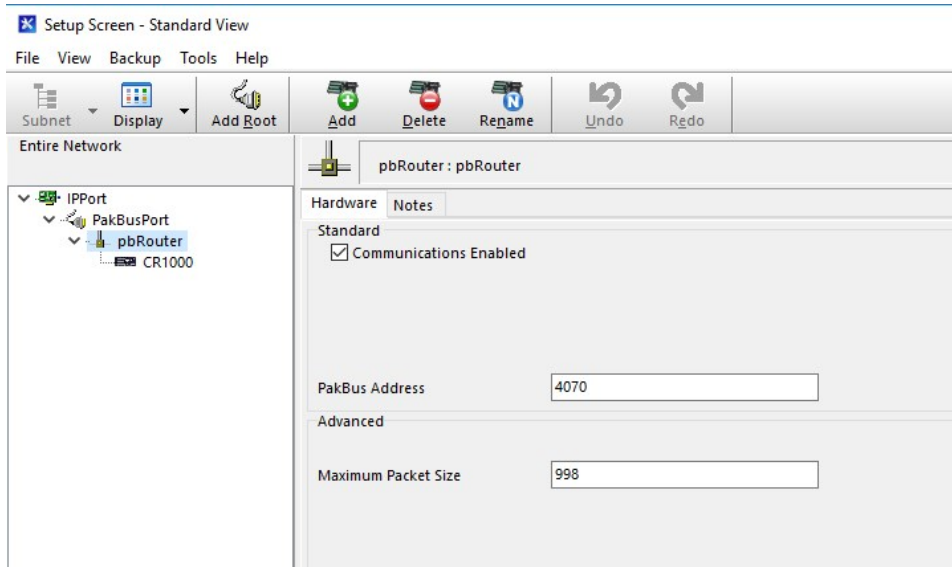 Setup Screen - Standard View
File View Backup Tools Help
Subnet Display Add Root Add Delete Rename Undo Redo
Entire Network
pbRouter : pbRouter
IPPort
PakBusPort
pbRouter
CR1000
Hardware Notes
Standard
Communications Enabled
PakBus Address 4070
Advanced
Maximum Packet Size 998